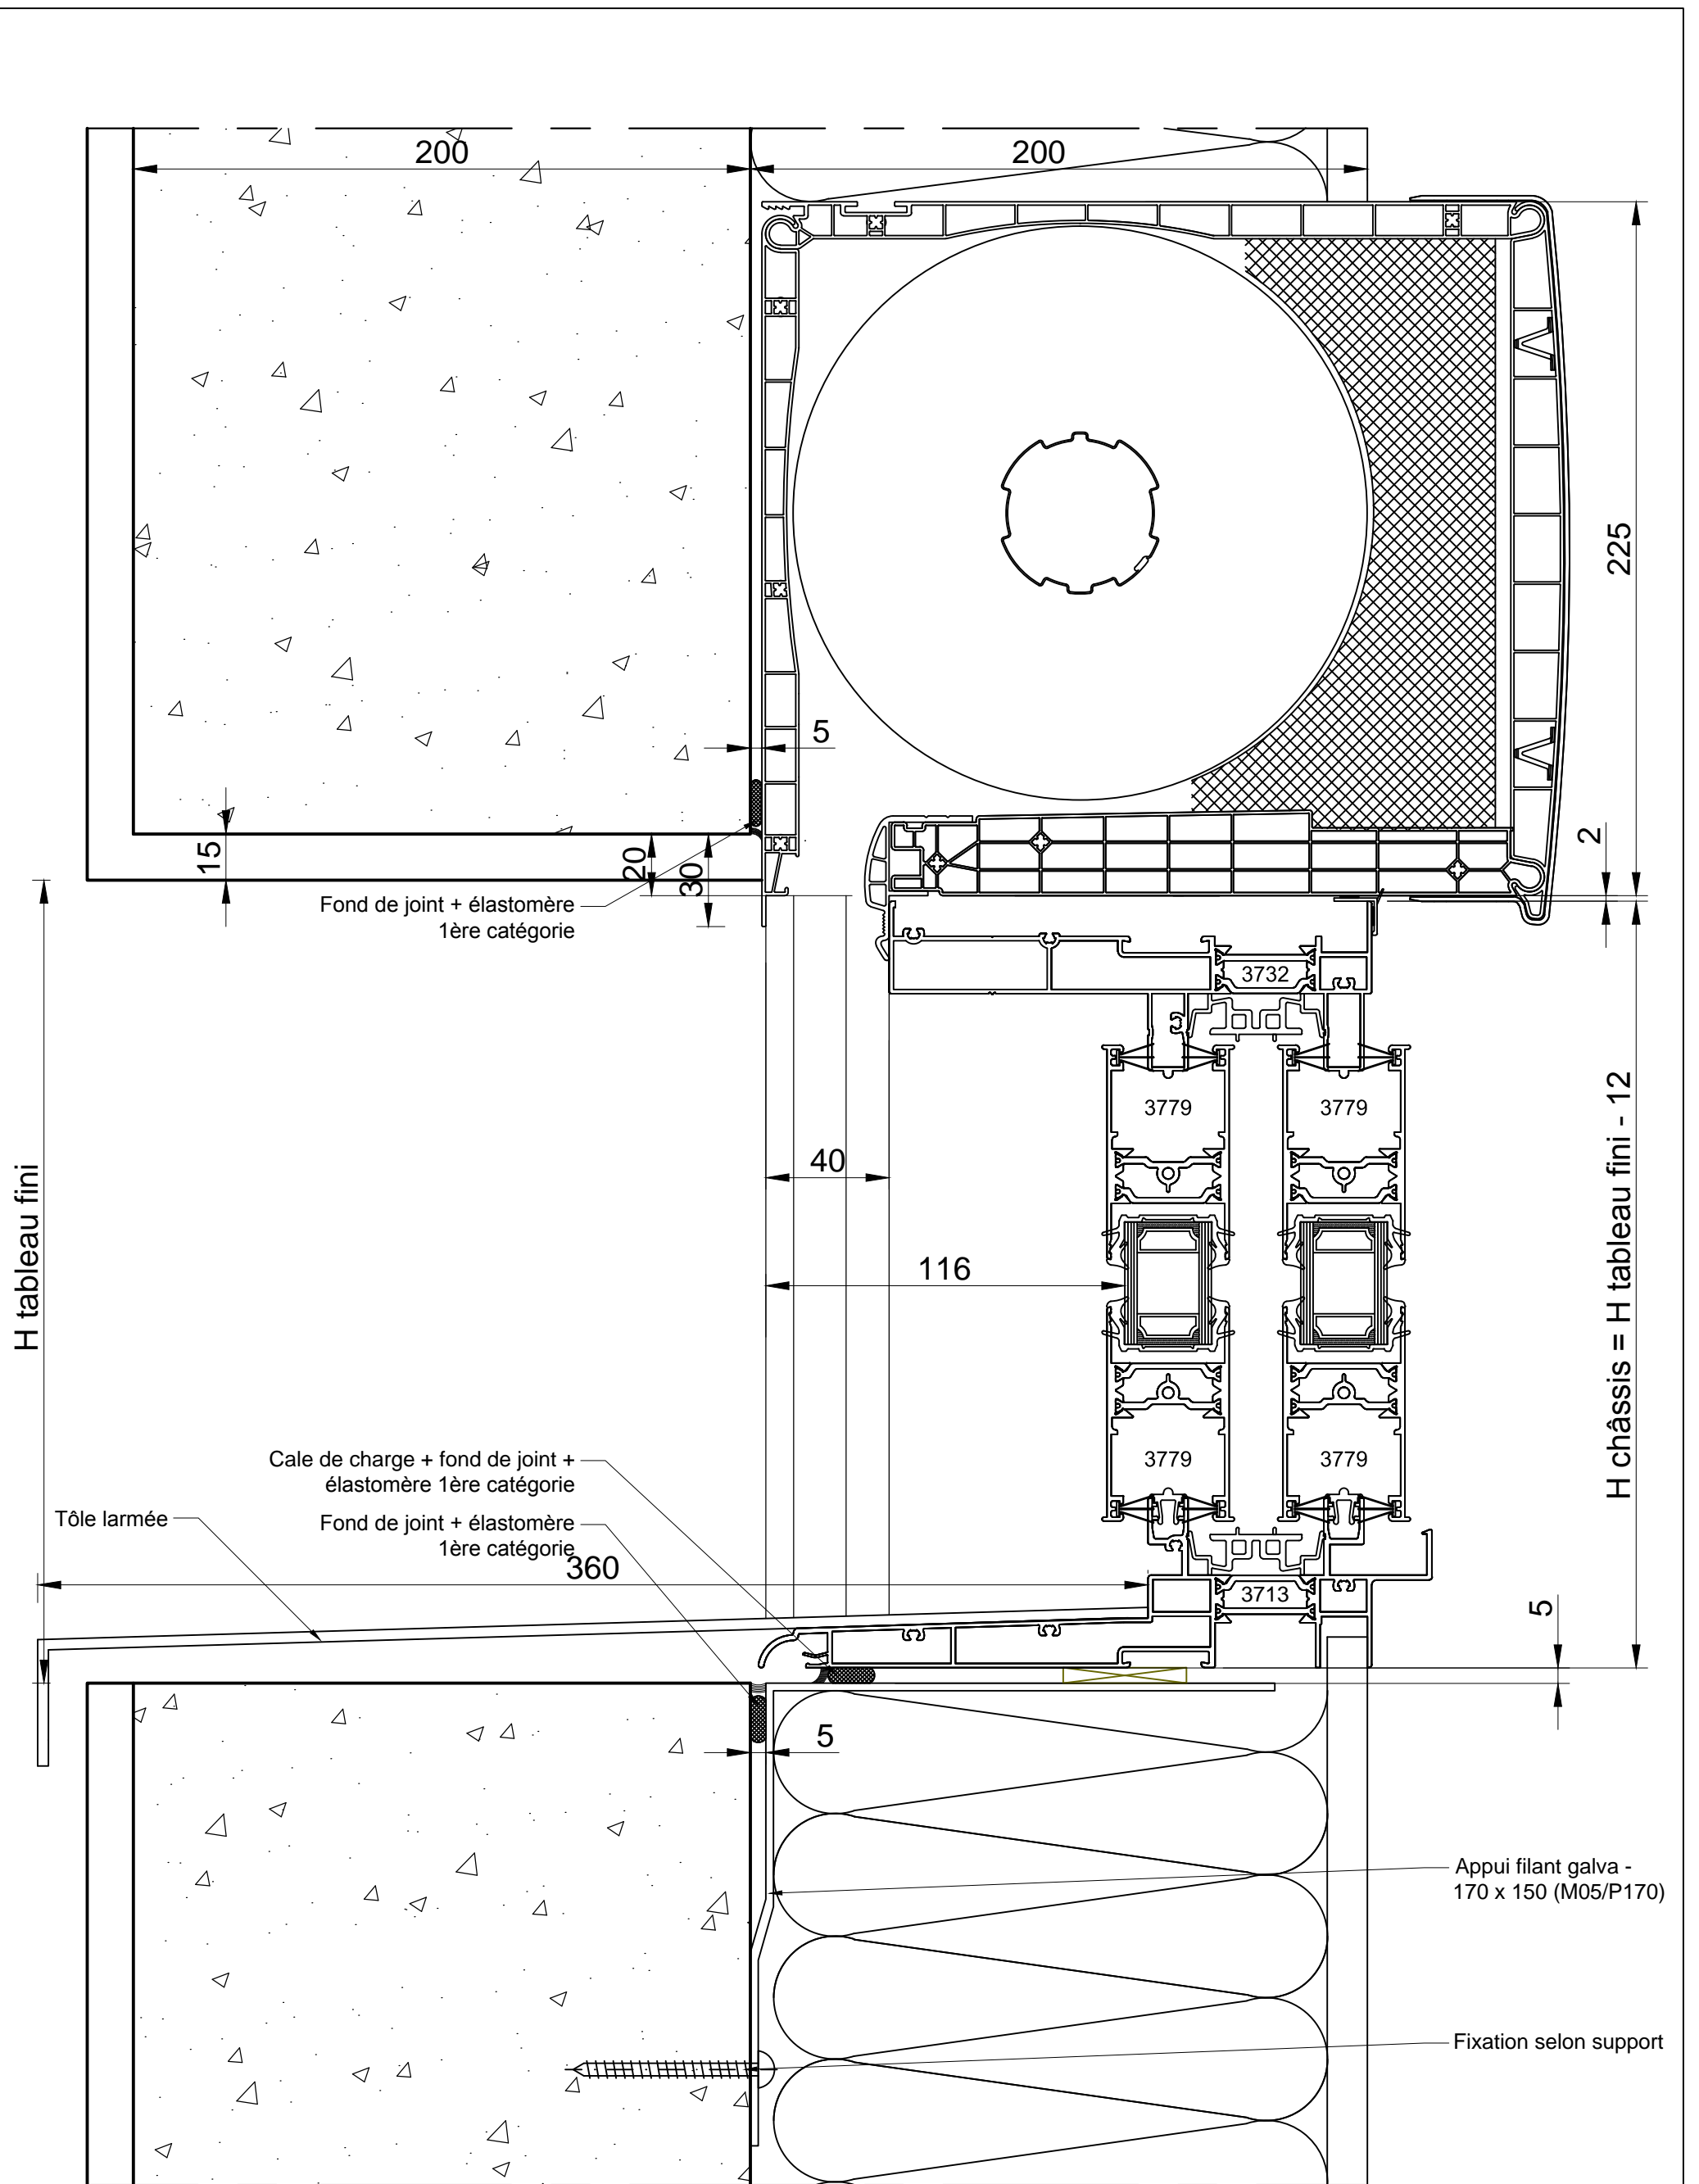 200
200
225
5
2
15
20
30
Fond de joint + élastomère
1ère catégorie
3732
3779
3779
40
116
H tableau fini
H châssis = H tableau fini - 12
Cale de charge + fond de joint +
élastomère 1ère catégorie
3779
3779
Tôle larmée
Fond de joint + élastomère
1ère catégorie
360
3713
5
5
Appui filant galva -
170 x 150 (M05/P170)
Fixation selon support